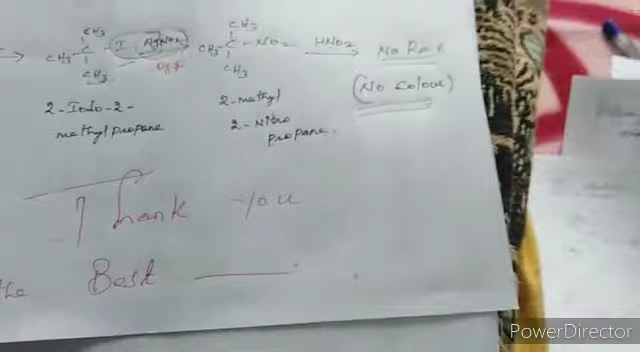 CH3 CH3
→ CH3 - C - I, AgNO2 CH3 - C - NO2 HNO2 → No Rxn
CH3 CH3 (No colour)
2-Iodo-2- 2-methyl
methyl propane 2-Nitro
propane.
Thank you
the Best
PowerDirector